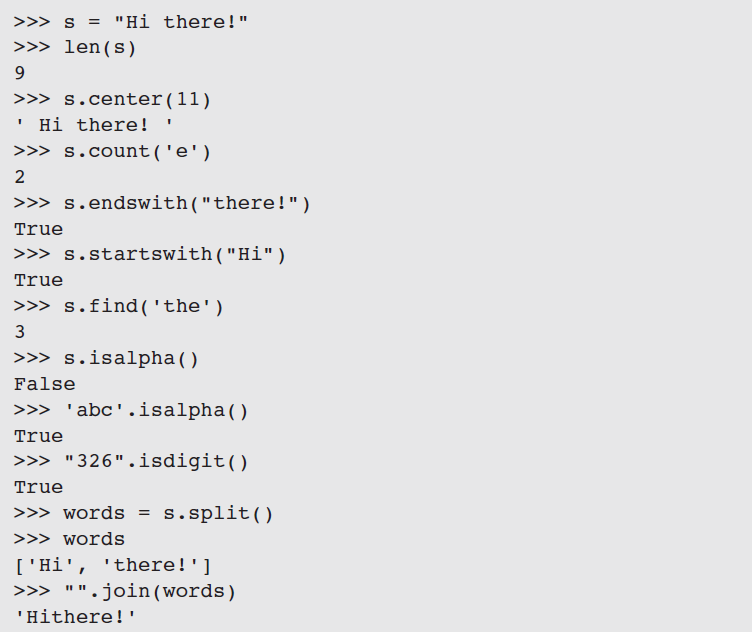 >>> s = "Hi there!"
>>> len(s)
9
>>> s.center(11)
' Hi there! '
>>> s.count('e')
2
>>> s.endswith("there!")
True
>>> s.startswith("Hi")
True
>>> s.find('the')
3
>>> s.isalpha()
False
>>> 'abc'.isalpha()
True
>>> "326".isdigit()
True
>>> words = s.split()
>>> words
['Hi', 'there!']
>>> "".join(words)
'Hithere!'